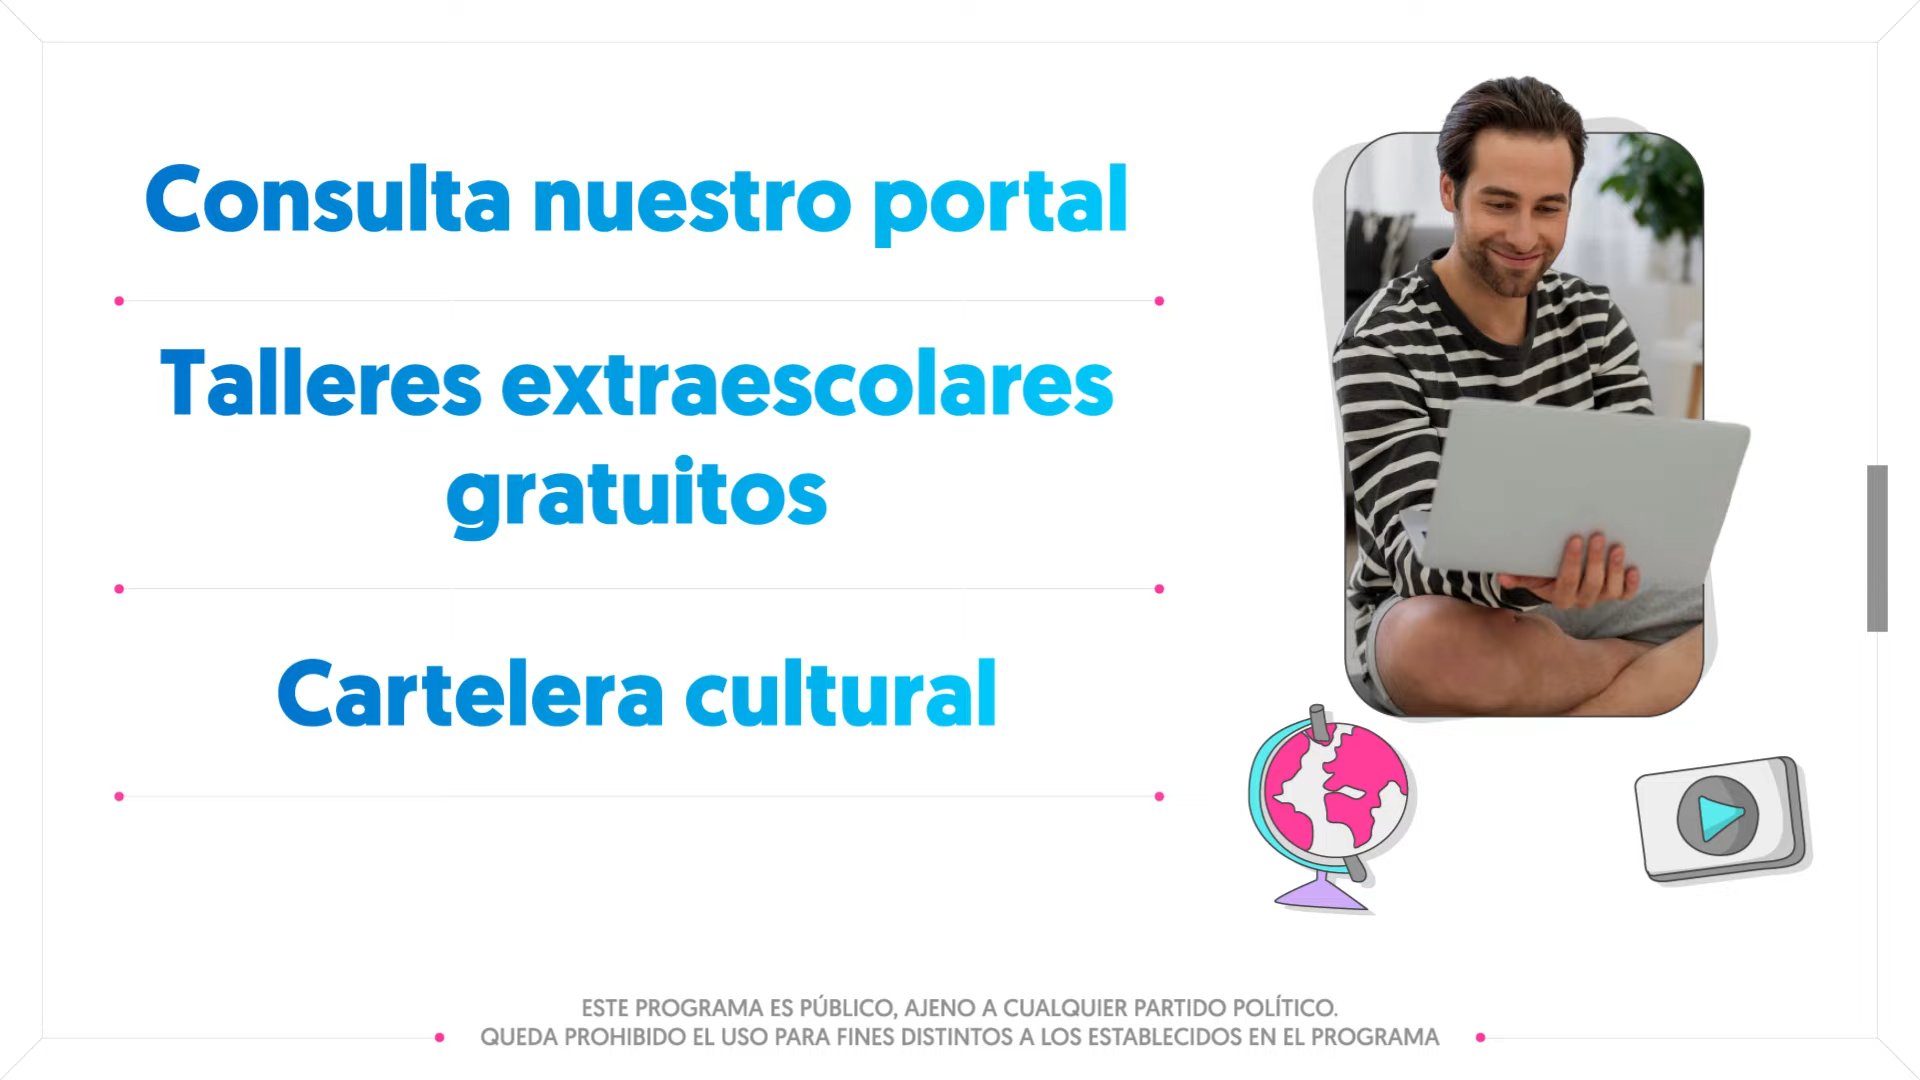 Consulta nuestro portal
Talleres extraescolares
gratuitos
Cartelera cultural
ESTE PROGRAMA ES PÚBLICO, AJENO A CUALQUIER PARTIDO POLÍTICO.
QUEDA PROHIBIDO EL USO PARA FINES DISTINTOS A LOS ESTABLECIDOS EN EL PROGRAMA